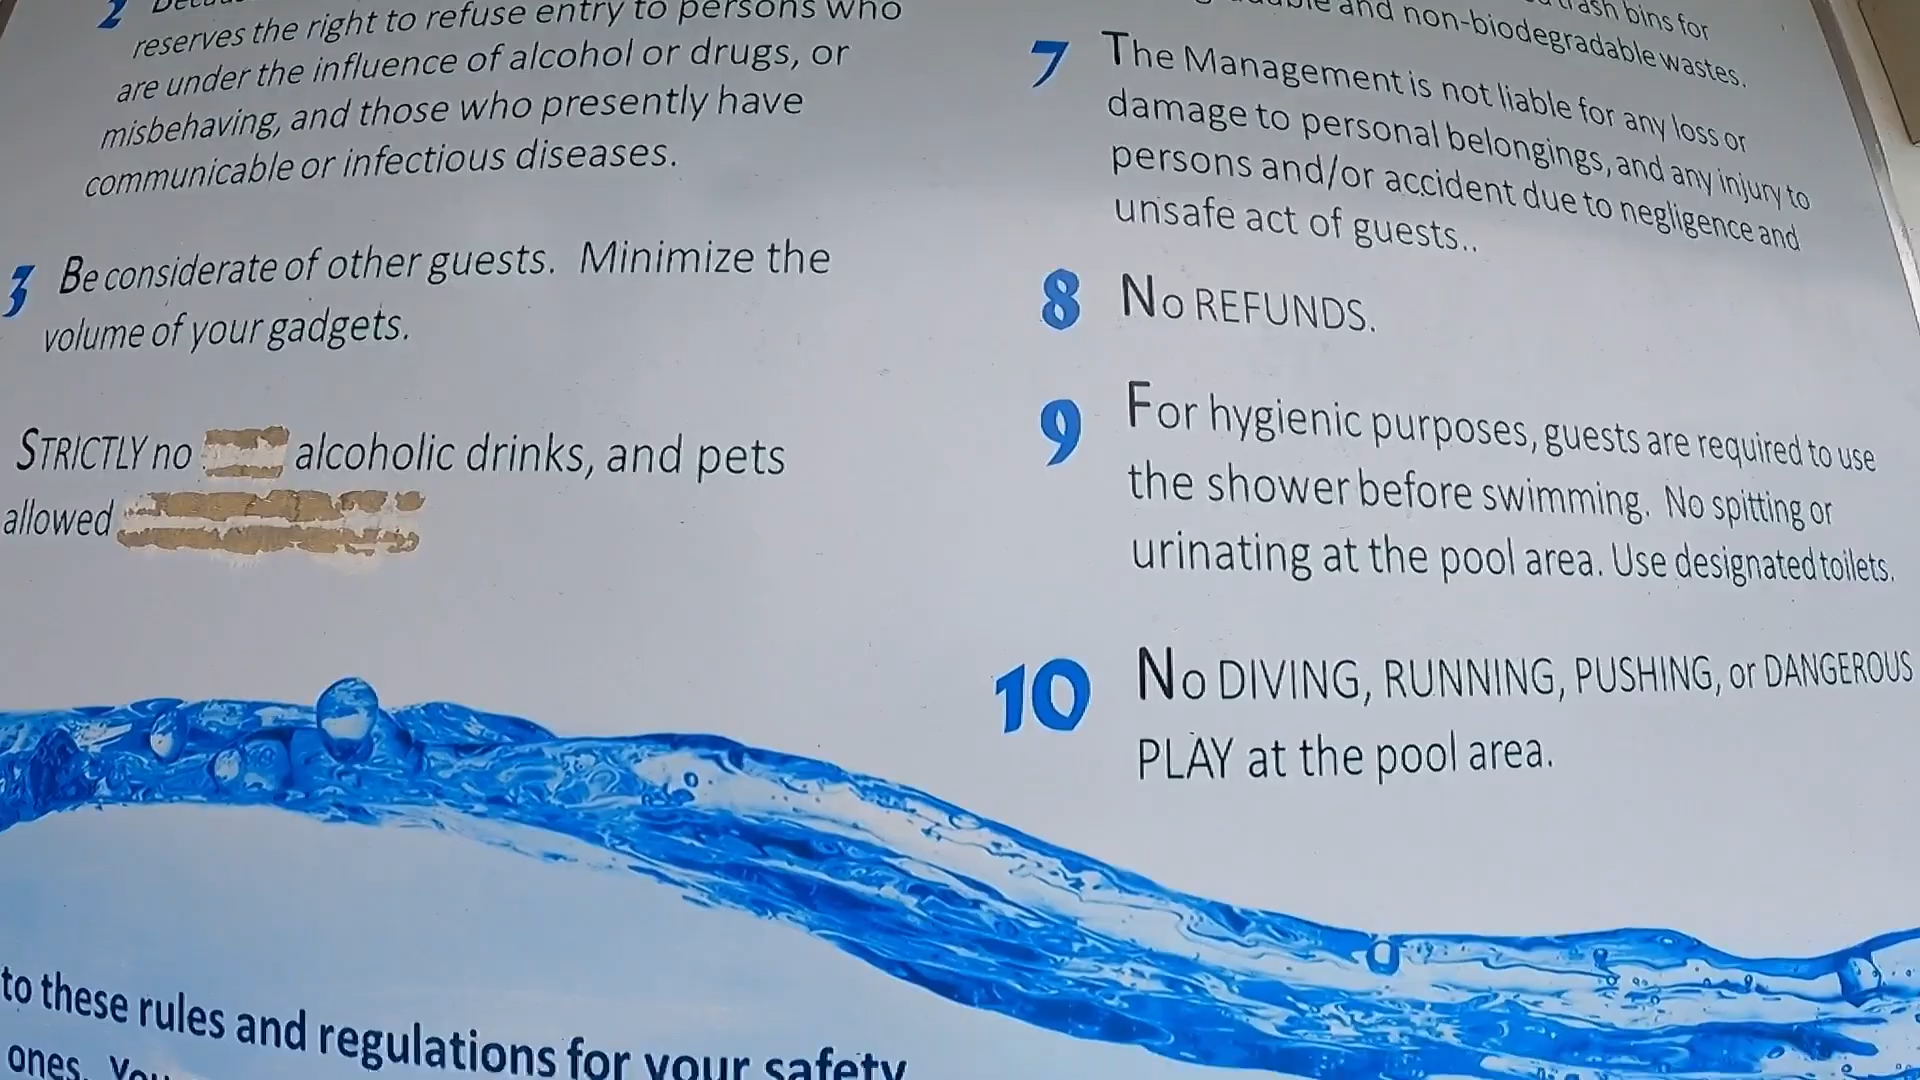 2
reserves the right to refuse entry to persons who
are under the influence of alcohol or drugs, or
misbehaving, and those who presently have
communicable or infectious diseases.
3 Be considerate of other guests. Minimize the
volume of your gadgets.
STRICTLY no alcoholic drinks, and pets
allowed
trash bins for
and non-biodegradable wastes.
7 The Management is not liable for any loss or
damage to personal belongings, and any injury to
persons and/or accident due to negligence and
unsafe act of guests..
8 No REFUNDS.
9 For hygienic purposes, guests are required to use
the shower before swimming. No spitting or
urinating at the pool area. Use designated toilets.
10 No DIVING, RUNNING, PUSHING, or DANGEROUS
PLAY at the pool area.
to these rules and regulations for your safety
ones.